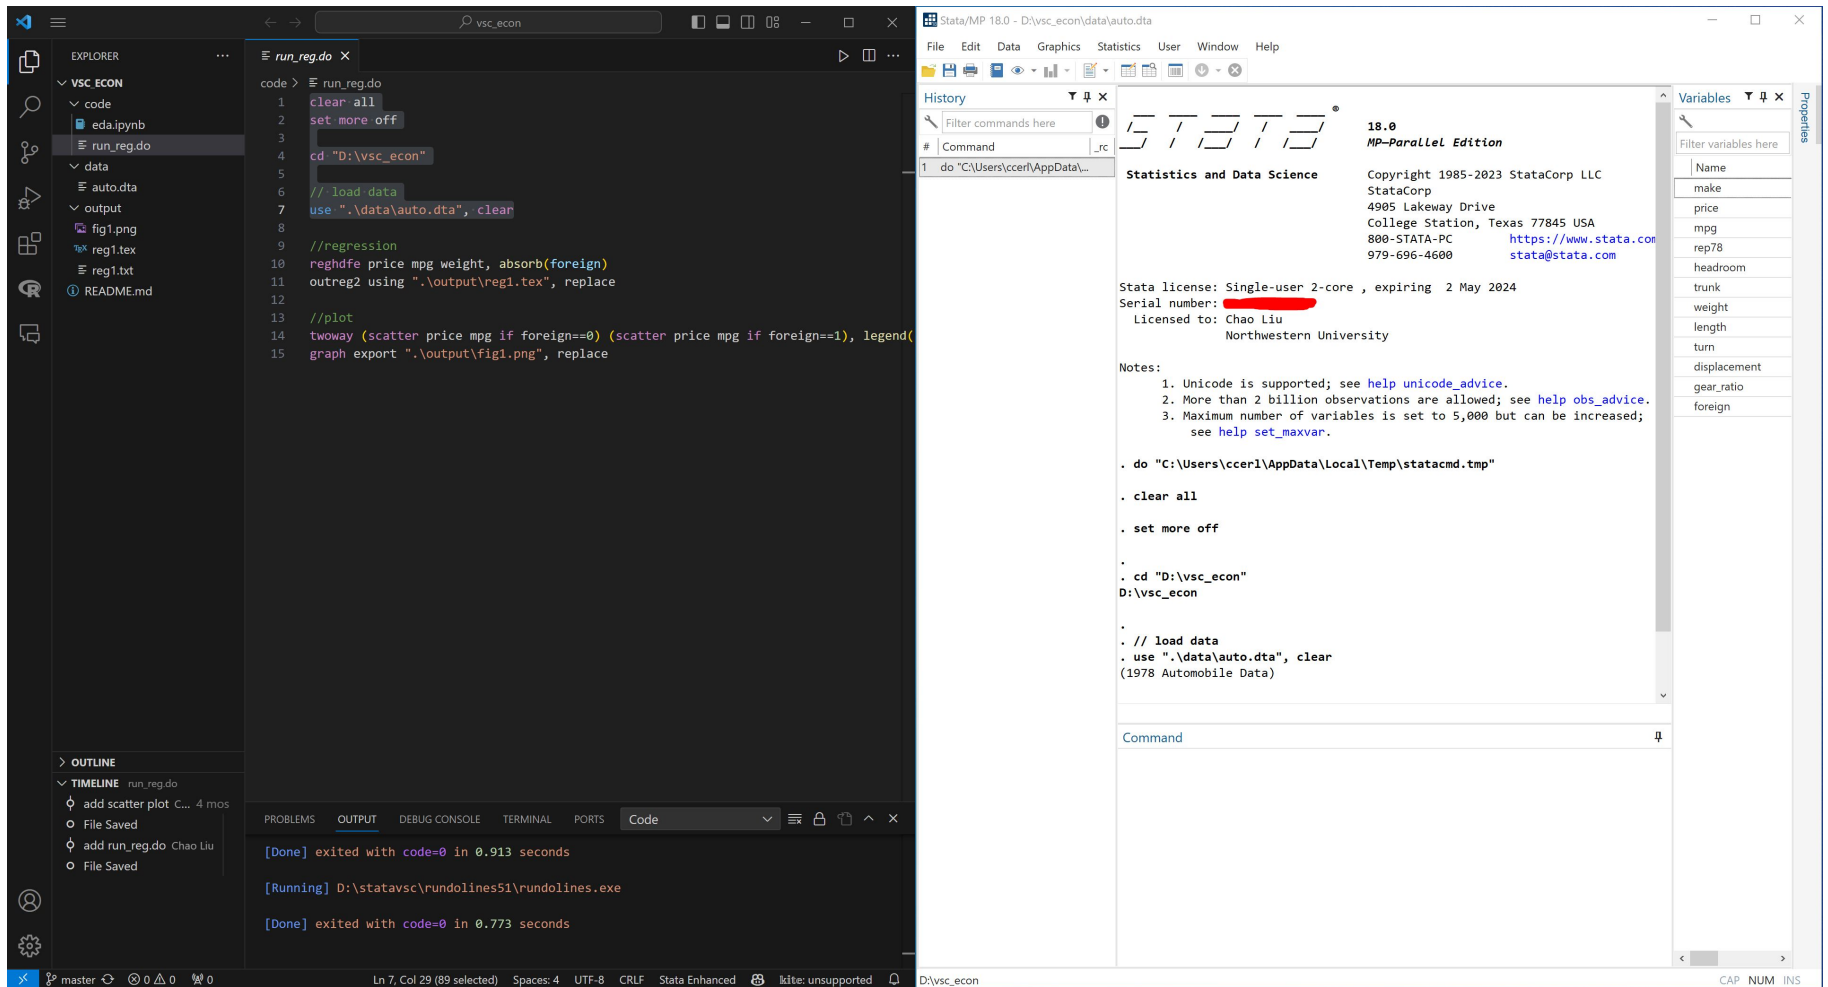 vsc_econ
EXPLORER
VSC_ECON
code
eda.ipynb
run_reg.do
data
auto.dta
output
fig1.png
reg1.tex
reg1.txt
README.md
OUTLINE
TIMELINE run_reg.do
add scatter plot C... 4 mos
File Saved
add run_reg.do Chao Liu
File Saved
run_reg.do
code > run_reg.do
1 clear all
2 set more off
3
4 cd "D:\vsc_econ"
5
6 // load data
7 use ".\data\auto.dta", clear
8
9 //regression
10 reghdfe price mpg weight, absorb(foreign)
11 outreg2 using ".\output\reg1.tex", replace
12
13 //plot
14 twoway (scatter price mpg if foreign==0) (scatter price mpg if foreign==1), legend(
15 graph export ".\output\fig1.png", replace
PROBLEMS OUTPUT DEBUG CONSOLE TERMINAL PORTS Code
[Done] exited with code=0 in 0.913 seconds
[Running] D:\statavsc\rundolines51\rundolines.exe
[Done] exited with code=0 in 0.773 seconds
master 0 0 0 Ln 7, Col 29 (89 selected) Spaces: 4 UTF-8 CRLF Stata Enhanced kite: unsupported
Stata/MP 18.0 - D:\vsc_econ\data\auto.dta
File Edit Data Graphics Statistics User Window Help
History
Filter commands here
# Command _rc
1 do "C:\Users\ccerl\AppData\...
STATA ®
18.0
MP—Parallel Edition
Statistics and Data Science Copyright 1985-2023 StataCorp LLC
StataCorp
4905 Lakeway Drive
College Station, Texas 77845 USA
800-STATA-PC https://www.stata.com
979-696-4600 stata@stata.com
Stata license: Single-user 2-core , expiring 2 May 2024
Serial number:
Licensed to: Chao Liu
Northwestern University
Notes:
1. Unicode is supported; see help unicode_advice.
2. More than 2 billion observations are allowed; see help obs_advice.
3. Maximum number of variables is set to 5,000 but can be increased;
see help set_maxvar.
. do "C:\Users\ccerl\AppData\Local\Temp\statacmd.tmp"
. clear all
. set more off
.
. cd "D:\vsc_econ"
D:\vsc_econ
.
. // load data
. use ".\data\auto.dta", clear
(1978 Automobile Data)
Command
Variables
Filter variables here
Name
make
price
mpg
rep78
headroom
trunk
weight
length
turn
displacement
gear_ratio
foreign
Properties
D:\vsc_econ
CAP NUM INS